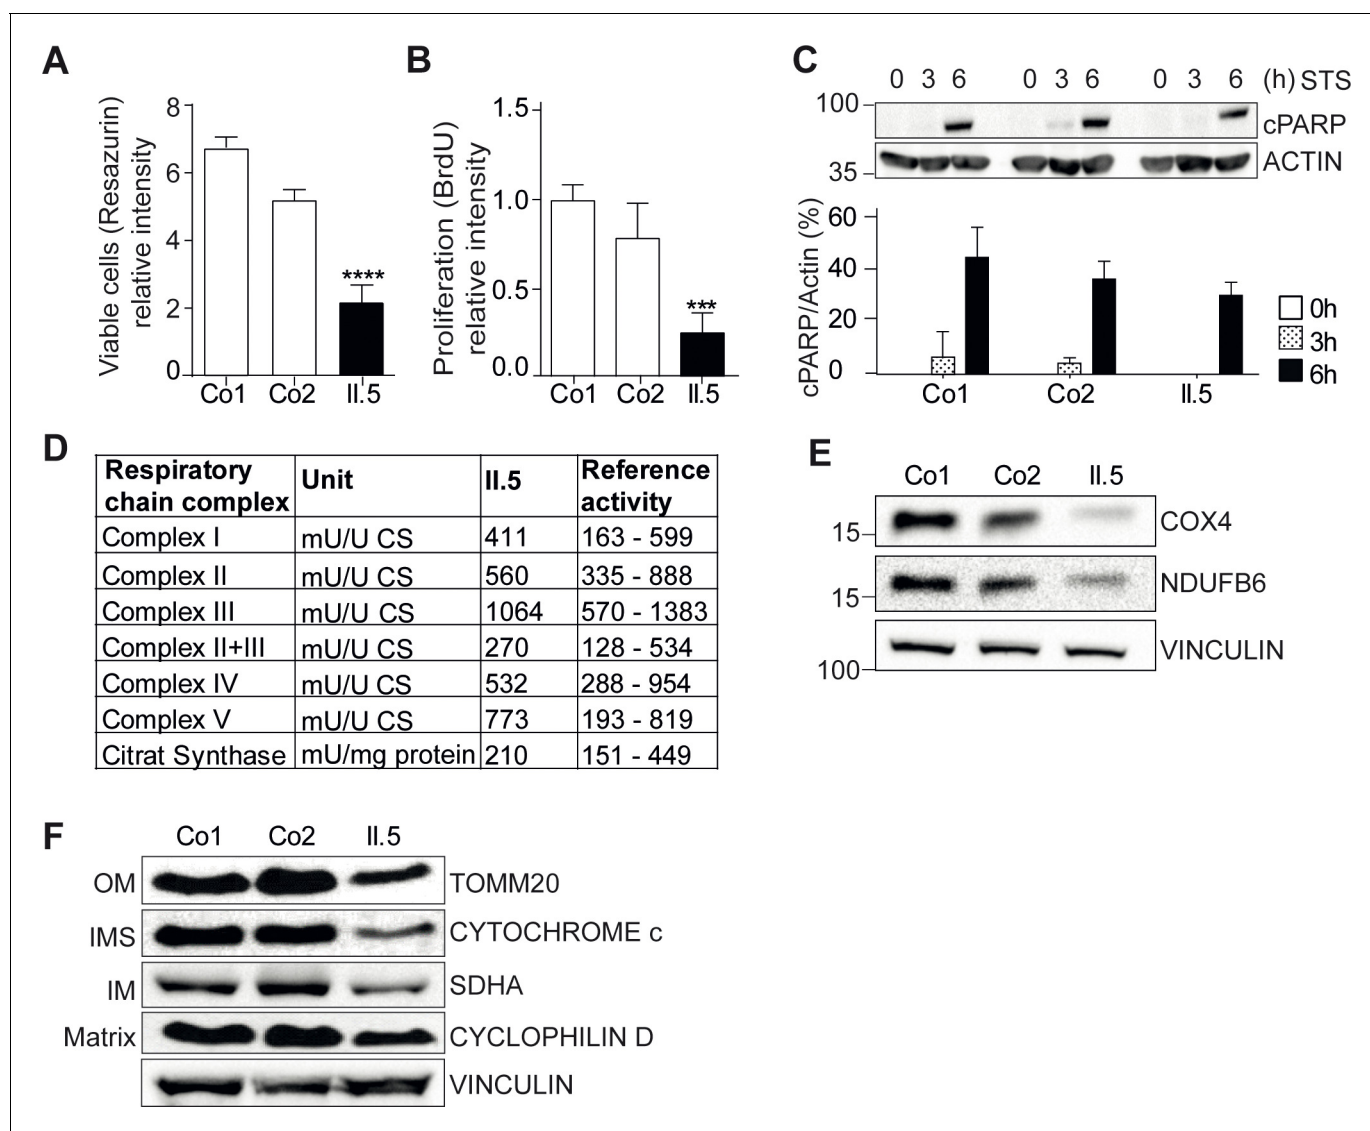 A
Viable cells (Resazurin)
relative intensity
8
6
4
2
0
****
Co1 Co2 II.5
B
Proliferation (BrdU)
relative intensity
1.5
1.0
0.5
0.0
***
Co1 Co2 II.5
C
0 3 6 0 3 6 0 3 6 (h) STS
100
cPARP
35
ACTIN
cPARP/Actin (%)
60
40
20
0
Co1 Co2 II.5
0h
3h
6h
D
Respiratory chain complex Unit II.5 Reference activity
Complex I mU/U CS 411 163 - 599
Complex II mU/U CS 560 335 - 888
Complex III mU/U CS 1064 570 - 1383
Complex II+III mU/U CS 270 128 - 534
Complex IV mU/U CS 532 288 - 954
Complex V mU/U CS 773 193 - 819
Citrat Synthase mU/mg protein 210 151 - 449
E
Co1 Co2 II.5
15 COX4
15 NDUFB6
100 VINCULIN
F
Co1 Co2 II.5
OM TOMM20
IMS CYTOCHROME c
IM SDHA
Matrix CYCLOPHILIN D
VINCULIN